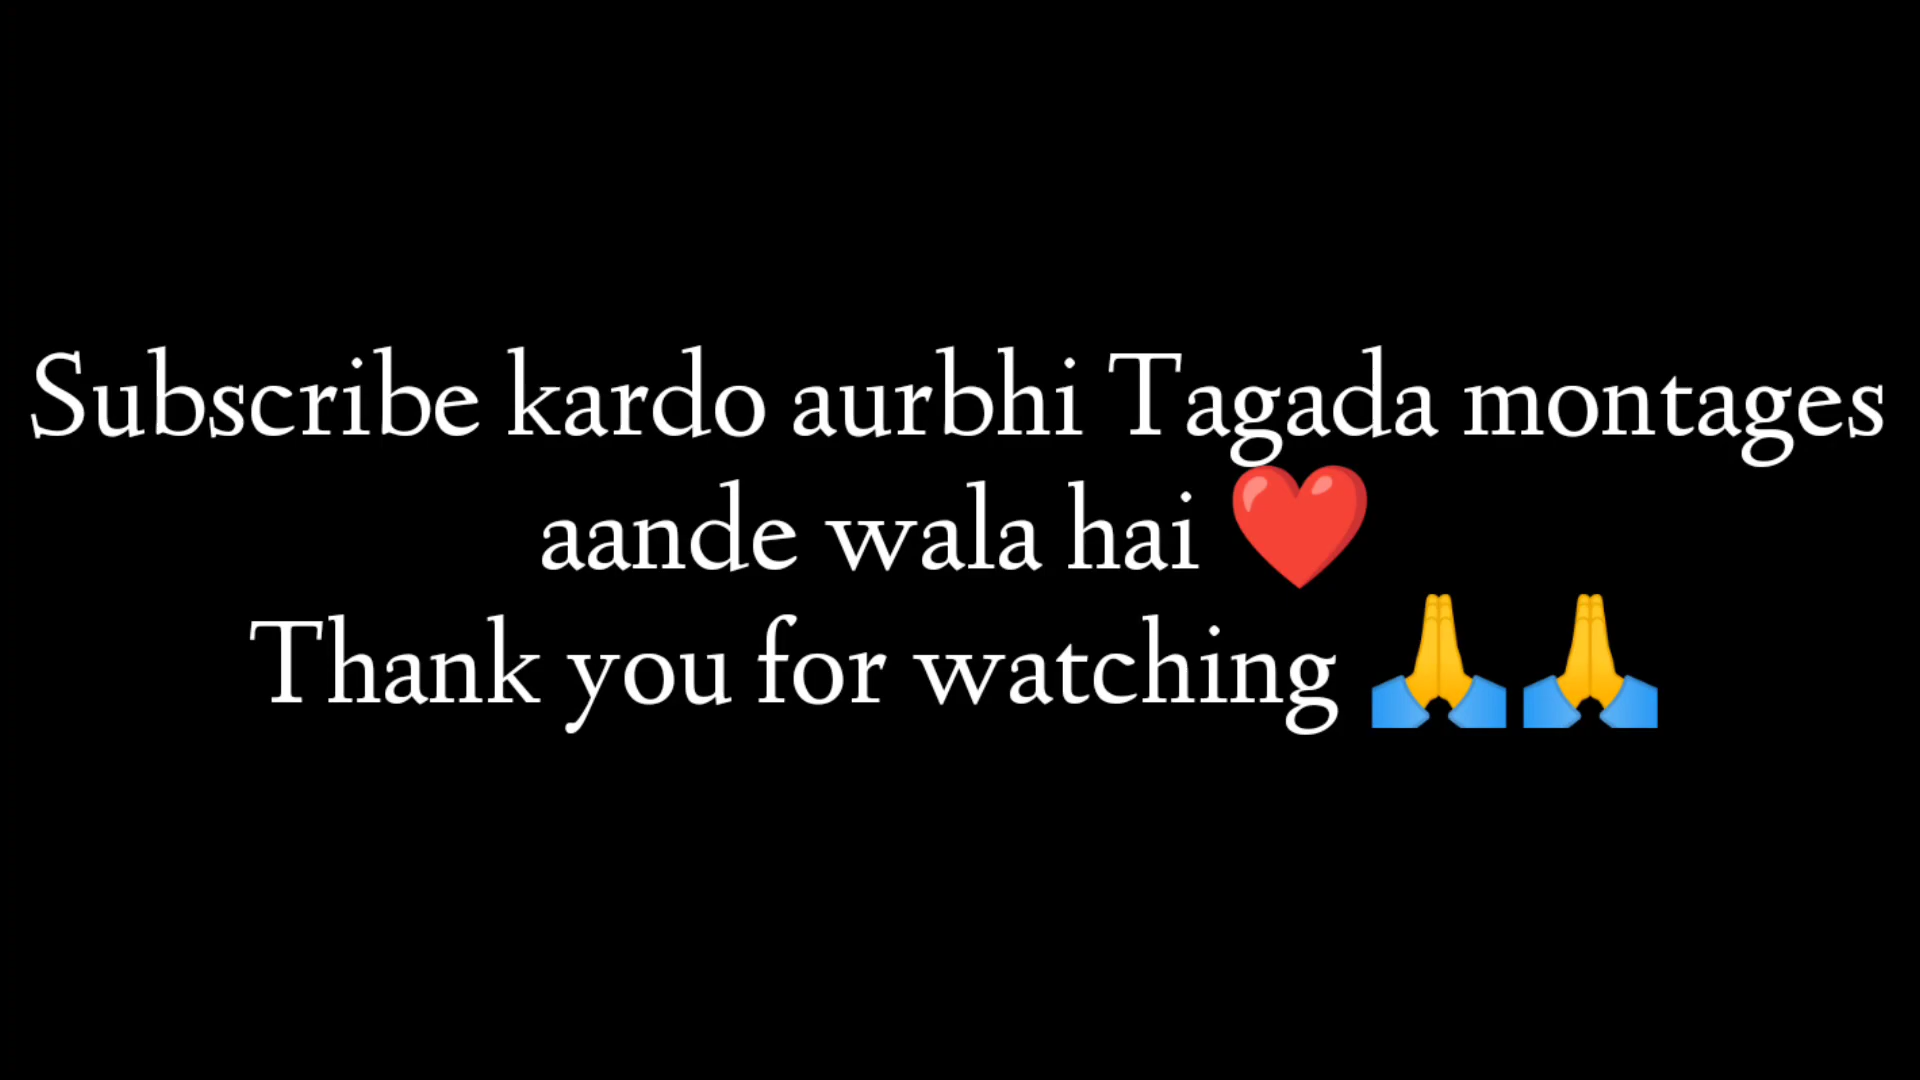 Subscribe kardo aurbhi Tagada montages
aande wala hai ❤️
Thank you for watching 🙏🙏